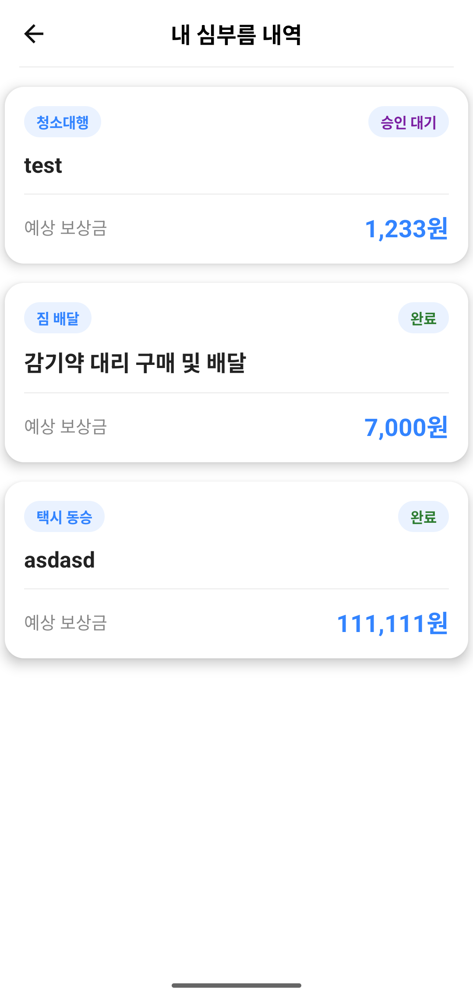 내 심부름 내역
청소대행 승인 대기
test
예상 보상금 1,233원
짐 배달 완료
감기약 대리 구매 및 배달
예상 보상금 7,000원
택시 동승 완료
asdasd
예상 보상금 111,111원